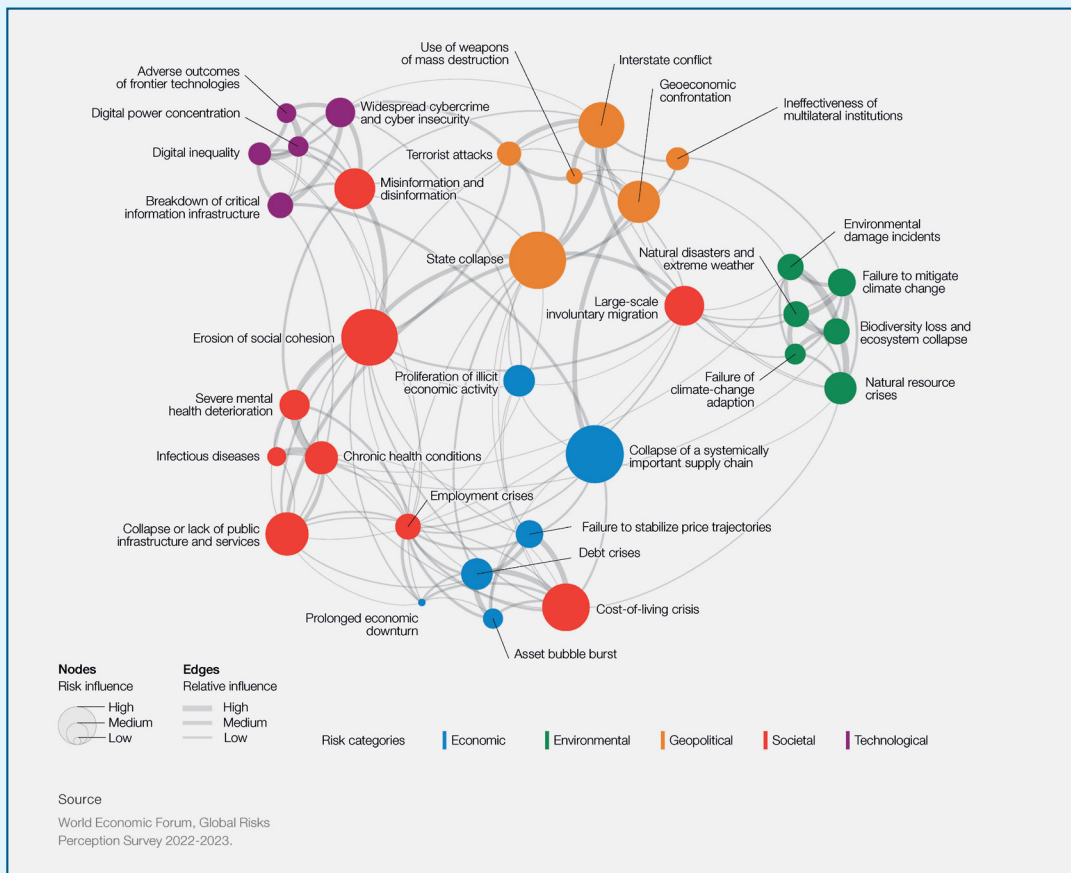 Use of weapons
of mass destruction
Interstate conflict
Adverse outcomes
of frontier technologies
Geoeconomic
confrontation
Digital power concentration
Widespread cybercrime
and cyber insecurity
Ineffectiveness of
multilateral institutions
Digital inequality
Terrorist attacks
Misinformation and
disinformation
Breakdown of critical
information infrastructure
Environmental
damage incidents
Natural disasters and
extreme weather
State collapse
Failure to mitigate
climate change
Large-scale
involuntary migration
Erosion of social cohesion
Biodiversity loss and
ecosystem collapse
Proliferation of illicit
economic activity
Failure of
climate-change
adaption
Natural resource
crises
Severe mental
health deterioration
Infectious diseases
Chronic health conditions
Collapse of a systemically
important supply chain
Employment crises
Collapse or lack of public
infrastructure and services
Failure to stabilize price trajectories
Debt crises
Prolonged economic
downturn
Cost-of-living crisis
Asset bubble burst
Nodes
Risk influence
High
Medium
Low
Edges
Relative influence
High
Medium
Low
Risk categories
Economic
Environmental
Geopolitical
Societal
Technological
Source
World Economic Forum, Global Risks
Perception Survey 2022-2023.